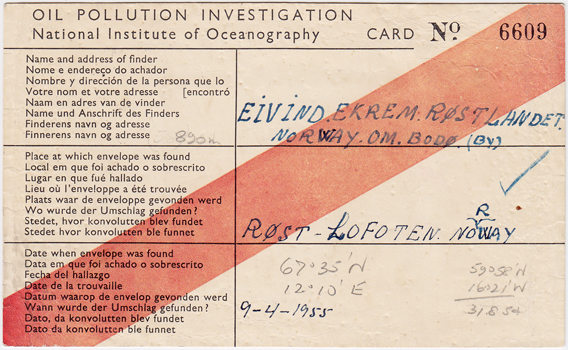 OIL POLLUTION INVESTIGATION
National Institute of Oceanography CARD No. 6609
Name and address of finder
Nome e endereço do achador
Nombre y dirección de la persona que lo
Votre nom et votre adresse [encontró
Naam en adres van de vinder
Name und Anschrift des Finders
Finderens navn og adresse
Finnerens navn og adresse
890m
EIVIND. EKREM. RØSTLANDET.
NORWAY. OM. BODØ (BY)
Place at which envelope was found
Local em que foi achado o sobrescrito
Lugar en que fué hallado
Lieu où l'enveloppe a été trouvée
Plaats waar de enveloppe gevonden werd
Wo wurde der Umschlag gefunden?
Stedet, hvor konvolutten blev fundet
Stedet hvor konvolutten ble funnet
R
RØST - LOFOTEN. NOWAY
Date when envelope was found
Data em que foi achado o sobrescrito
Fecha del hallazgo
Date de la trouvaille
Datum waarop de envelop gevonden werd
Wann wurde der Umschlag gefunden?
Dato, da konvolutten blev fundet
Dato da konvolutten ble funnet
67°35'N
12°10'E
9-4-1955
59°58'N
16°21'W
31.8.54